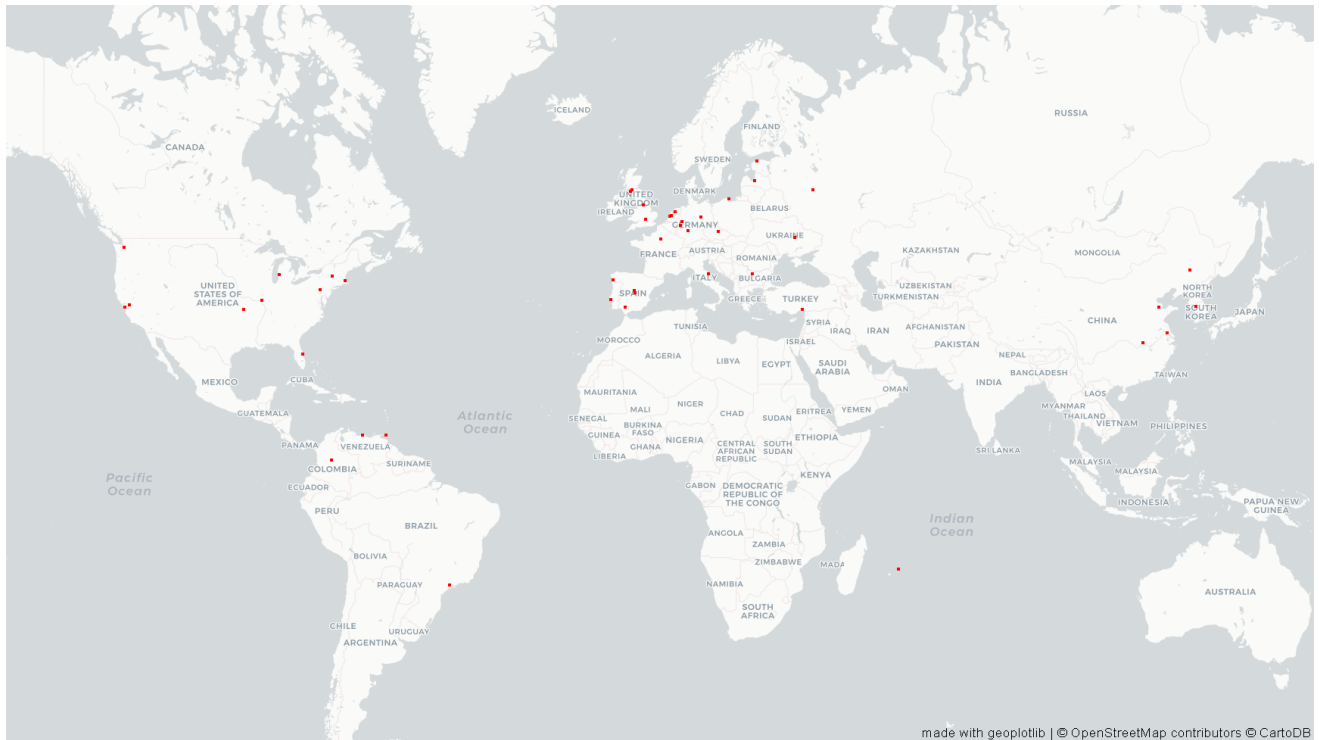 ICELAND
RUSSIA
FINLAND
CANADA
SWEDEN
DENMARK
UNITED
KINGDOM
IRELAND
BELARUS
GERMANY
UKRAINE
FRANCE
AUSTRIA
KAZAKHSTAN
MONGOLIA
ROMANIA
ITALY
BULGARIA
UNITED
STATES OF
AMERICA
SPAIN
GREECE
TURKEY
UZBEKISTAN
TURKMENISTAN
NORTH
KOREA
SOUTH
KOREA
JAPAN
CHINA
TUNISIA
SYRIA
IRAQ
IRAN
AFGHANISTAN
MOROCCO
ISRAEL
PAKISTAN
ALGERIA
LIBYA
EGYPT
SAUDI
ARABIA
NEPAL
BANGLADESH
TAIWAN
MEXICO
CUBA
OMAN
INDIA
MAURITANIA
LAOS
MYANMAR
THAILAND
VIETNAM
GUATEMALA
Atlantic
Ocean
SENEGAL
MALI
NIGER
CHAD
SUDAN
ERITREA
YEMEN
PHILIPPINES
BURKINA
FASO
GUINEA
GHANA
NIGERIA
LIBERIA
CENTRAL
AFRICAN
REPUBLIC
SOUTH
SUDAN
ETHIOPIA
SRI LANKA
PANAMA
VENEZUELA
COLOMBIA
SURINAME
MALAYSIA
MALAYSIA
Pacific
Ocean
ECUADOR
GABON
DEMOCRATIC
REPUBLIC OF
THE CONGO
KENYA
INDONESIA
PAPUA NEW
GUINEA
PERU
BRAZIL
Indian
Ocean
ANGOLA
ZAMBIA
BOLIVIA
ZIMBABWE
MADA
PARAGUAY
NAMIBIA
AUSTRALIA
SOUTH
AFRICA
CHILE
URUGUAY
ARGENTINA
made with geoplotlib | © OpenStreetMap contributors © CartoDB